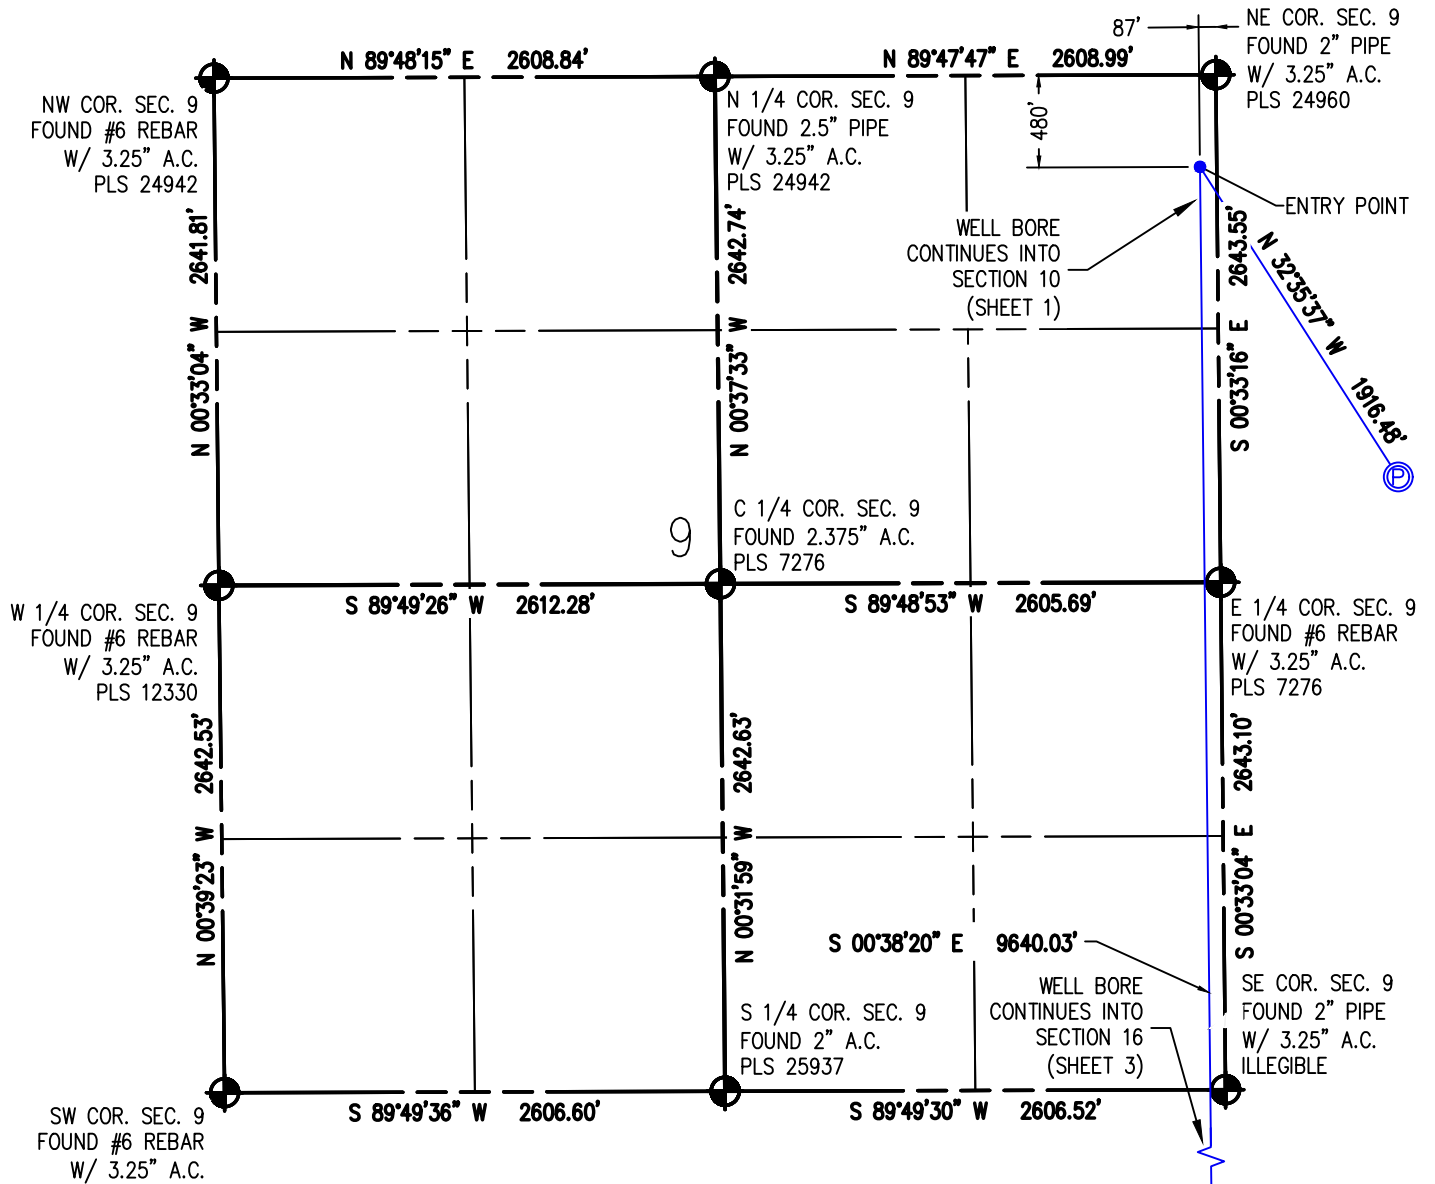 87'
NE COR. SEC. 9
FOUND 2" PIPE
W/ 3.25" A.C.
PLS 24960
N 89°48'15" E 2608.84'
N 89°47'47" E 2608.99'
NW COR. SEC. 9
FOUND #6 REBAR
W/ 3.25" A.C.
PLS 24942
N 1/4 COR. SEC. 9
FOUND 2.5" PIPE
W/ 3.25" A.C.
PLS 24942
480'
ENTRY POINT
WELL BORE
CONTINUES INTO
SECTION 10
(SHEET 1)
N 00°33'04" W 2641.81'
N 00°37'33" W 2642.74'
S 00°33'16" E 2643.55'
N 32°35'37" W 1916.48'
P
9
C 1/4 COR. SEC. 9
FOUND 2.375" A.C.
PLS 7276
S 89°49'26" W 2612.28'
S 89°48'53" W 2605.69'
W 1/4 COR. SEC. 9
FOUND #6 REBAR
W/ 3.25" A.C.
PLS 12330
E 1/4 COR. SEC. 9
FOUND #6 REBAR
W/ 3.25" A.C.
PLS 7276
N 00°39'23" W 2642.53'
N 00°31'59" W 2642.63'
S 00°33'04" E 2643.10'
S 00°38'20" E 9640.03'
WELL BORE
CONTINUES INTO
SECTION 16
(SHEET 3)
SE COR. SEC. 9
FOUND 2" PIPE
W/ 3.25" A.C.
ILLEGIBLE
S 1/4 COR. SEC. 9
FOUND 2" A.C.
PLS 25937
S 89°49'36" W 2606.60'
S 89°49'30" W 2606.52'
SW COR. SEC. 9
FOUND #6 REBAR
W/ 3.25" A.C.